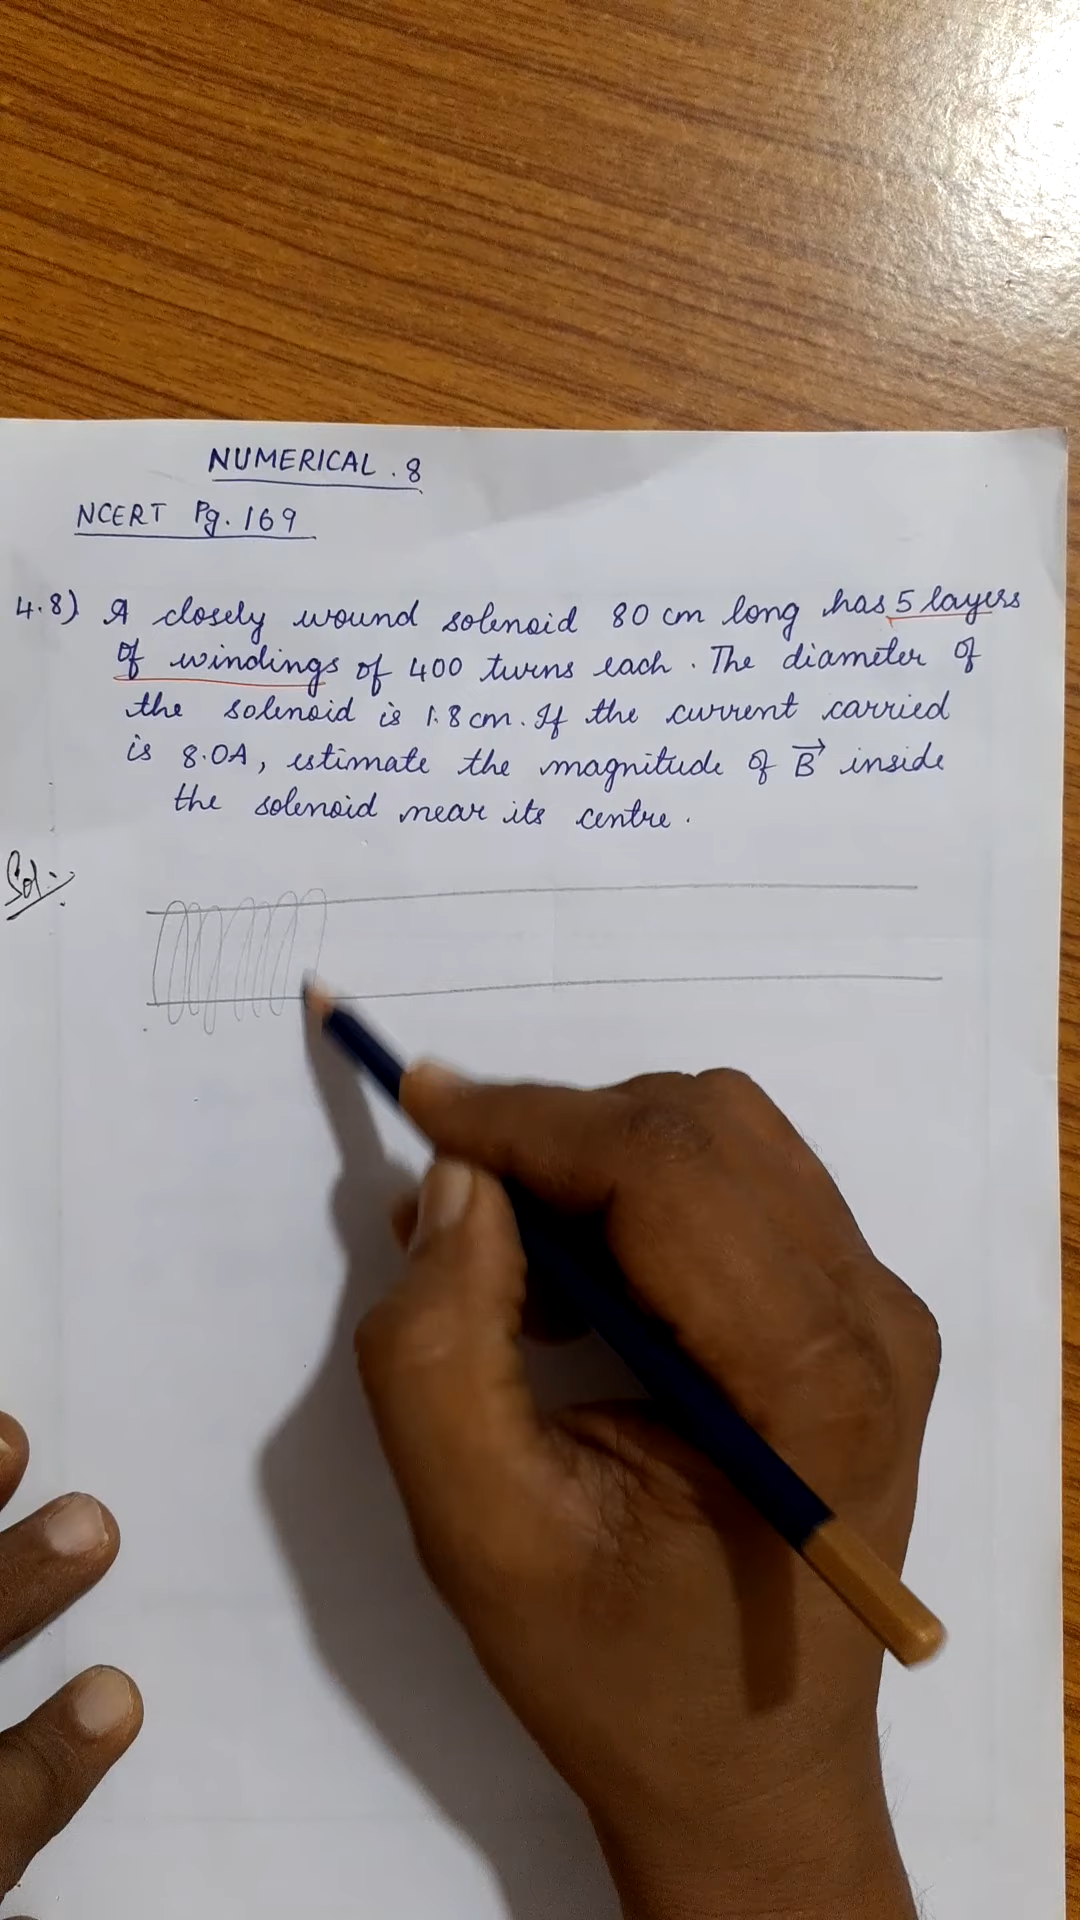 NUMERICAL . 8
NCERT Pg. 169
4.8) A closely wound solenoid 80 cm long has 5 layers
of windings of 400 turns each . The diameter of
the solenoid is 1.8 cm. If the current carried
is 8.0A, estimate the magnitude of B⃗ inside
the solenoid near its centre .
Sol:-